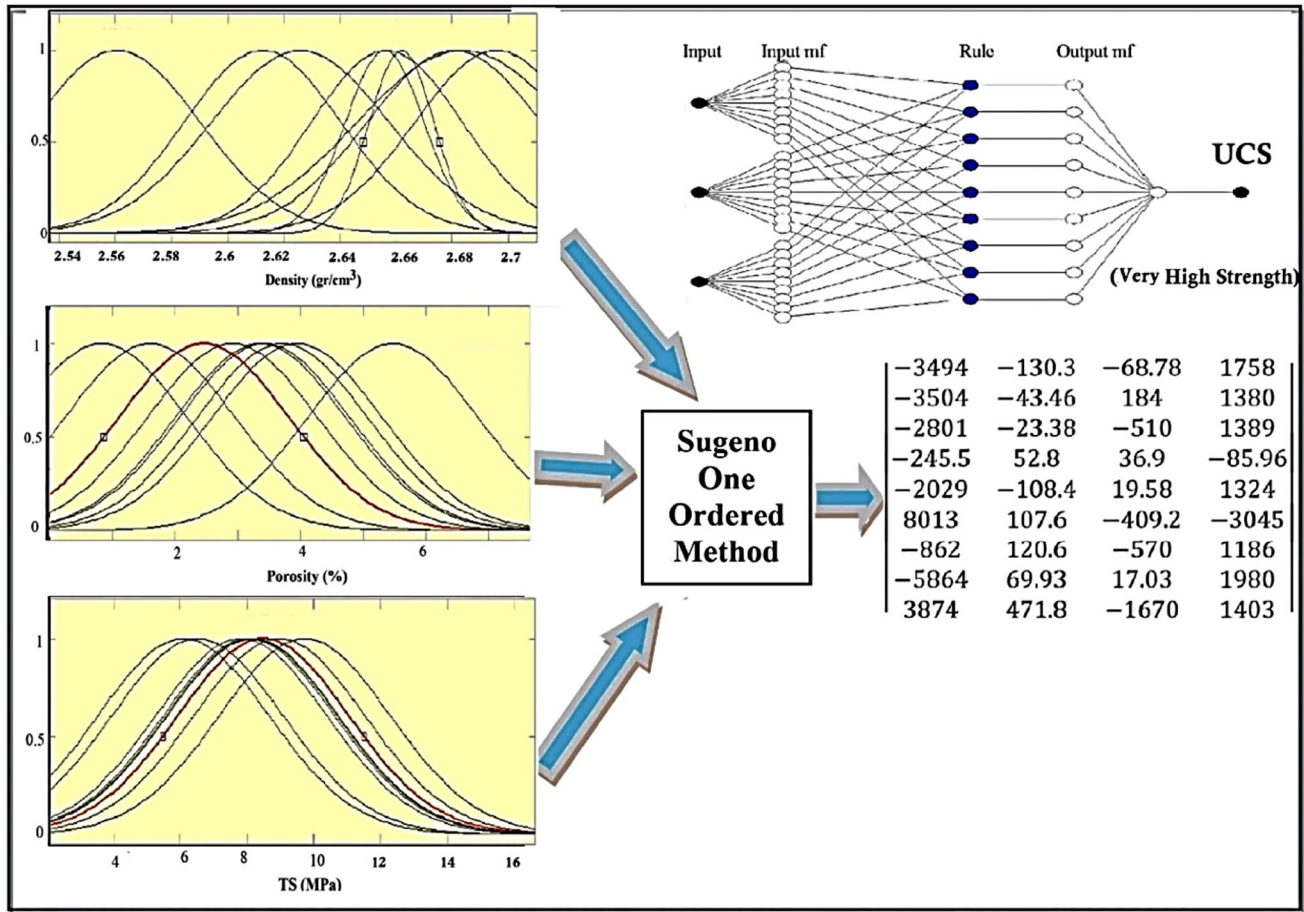 1
0.5
0
2.54 2.56 2.6 2.62 2.64 2.66 2.68 2.7
Density (gr/cm³)
1
0.5
0
2 4 6
Porosity (%)
1
0.5
0
4 6 8 10 12 14 16
TS (MPa)
Input Input mf Rule Output mf
UCS
(Very High Strength)
Sugeno
One
Ordered
Method
−3494 −130.3 −68.78 1758
−3504 −43.46 184 1380
−2801 −23.38 −510 1389
−245.5 52.8 36.9 −85.96
−2029 −108.4 19.58 1324
8013 107.6 −409.2 −3045
−862 120.6 −570 1186
−5864 69.93 17.03 1980
3874 471.8 −1670 1403